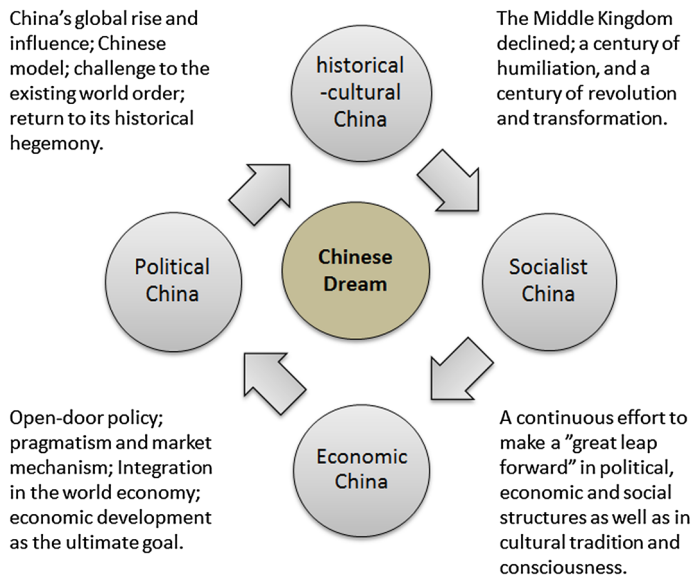 China's global rise and
influence; Chinese
model; challenge to the
existing world order;
return to its historical
hegemony.
historical
-cultural
China
The Middle Kingdom
declined; a century of
humiliation, and a
century of revolution
and transformation.
Political
China
Chinese
Dream
Socialist
China
Open-door policy;
pragmatism and market
mechanism; Integration
in the world economy;
economic development
as the ultimate goal.
Economic
China
A continuous effort to
make a ”great leap
forward” in political,
economic and social
structures as well as in
cultural tradition and
consciousness.